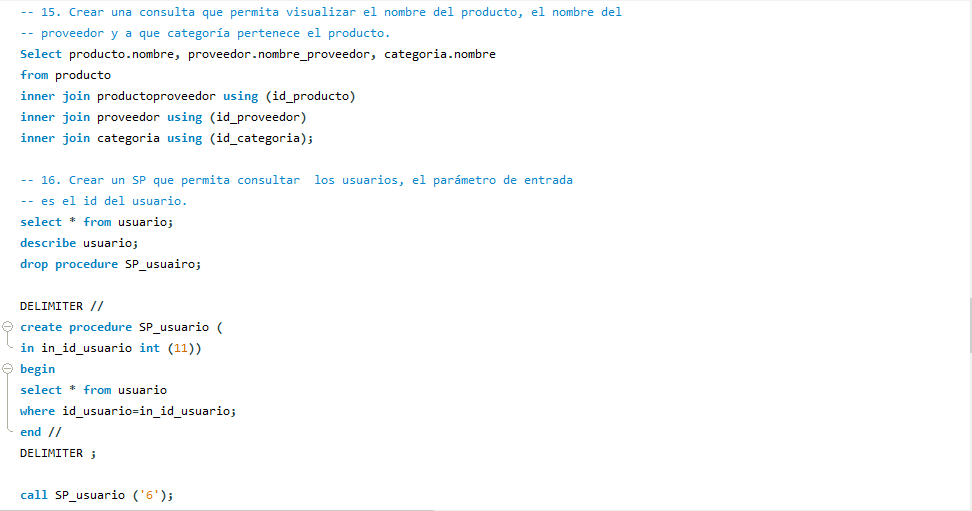 -- 15. Crear una consulta que permita visualizar el nombre del producto, el nombre del
-- proveedor y a que categoría pertenece el producto.
Select producto.nombre, proveedor.nombre_proveedor, categoria.nombre
from producto
inner join productoproveedor using (id_producto)
inner join proveedor using (id_proveedor)
inner join categoria using (id_categoria);
-- 16. Crear un SP que permita consultar  los usuarios, el parámetro de entrada
-- es el id del usuario.
select * from usuario;
describe usuario;
drop procedure SP_usuairo;
DELIMITER //
create procedure SP_usuario (
in in_id_usuario int (11))
begin
select * from usuario
where id_usuario=in_id_usuario;
end //
DELIMITER ;
call SP_usuario ('6');